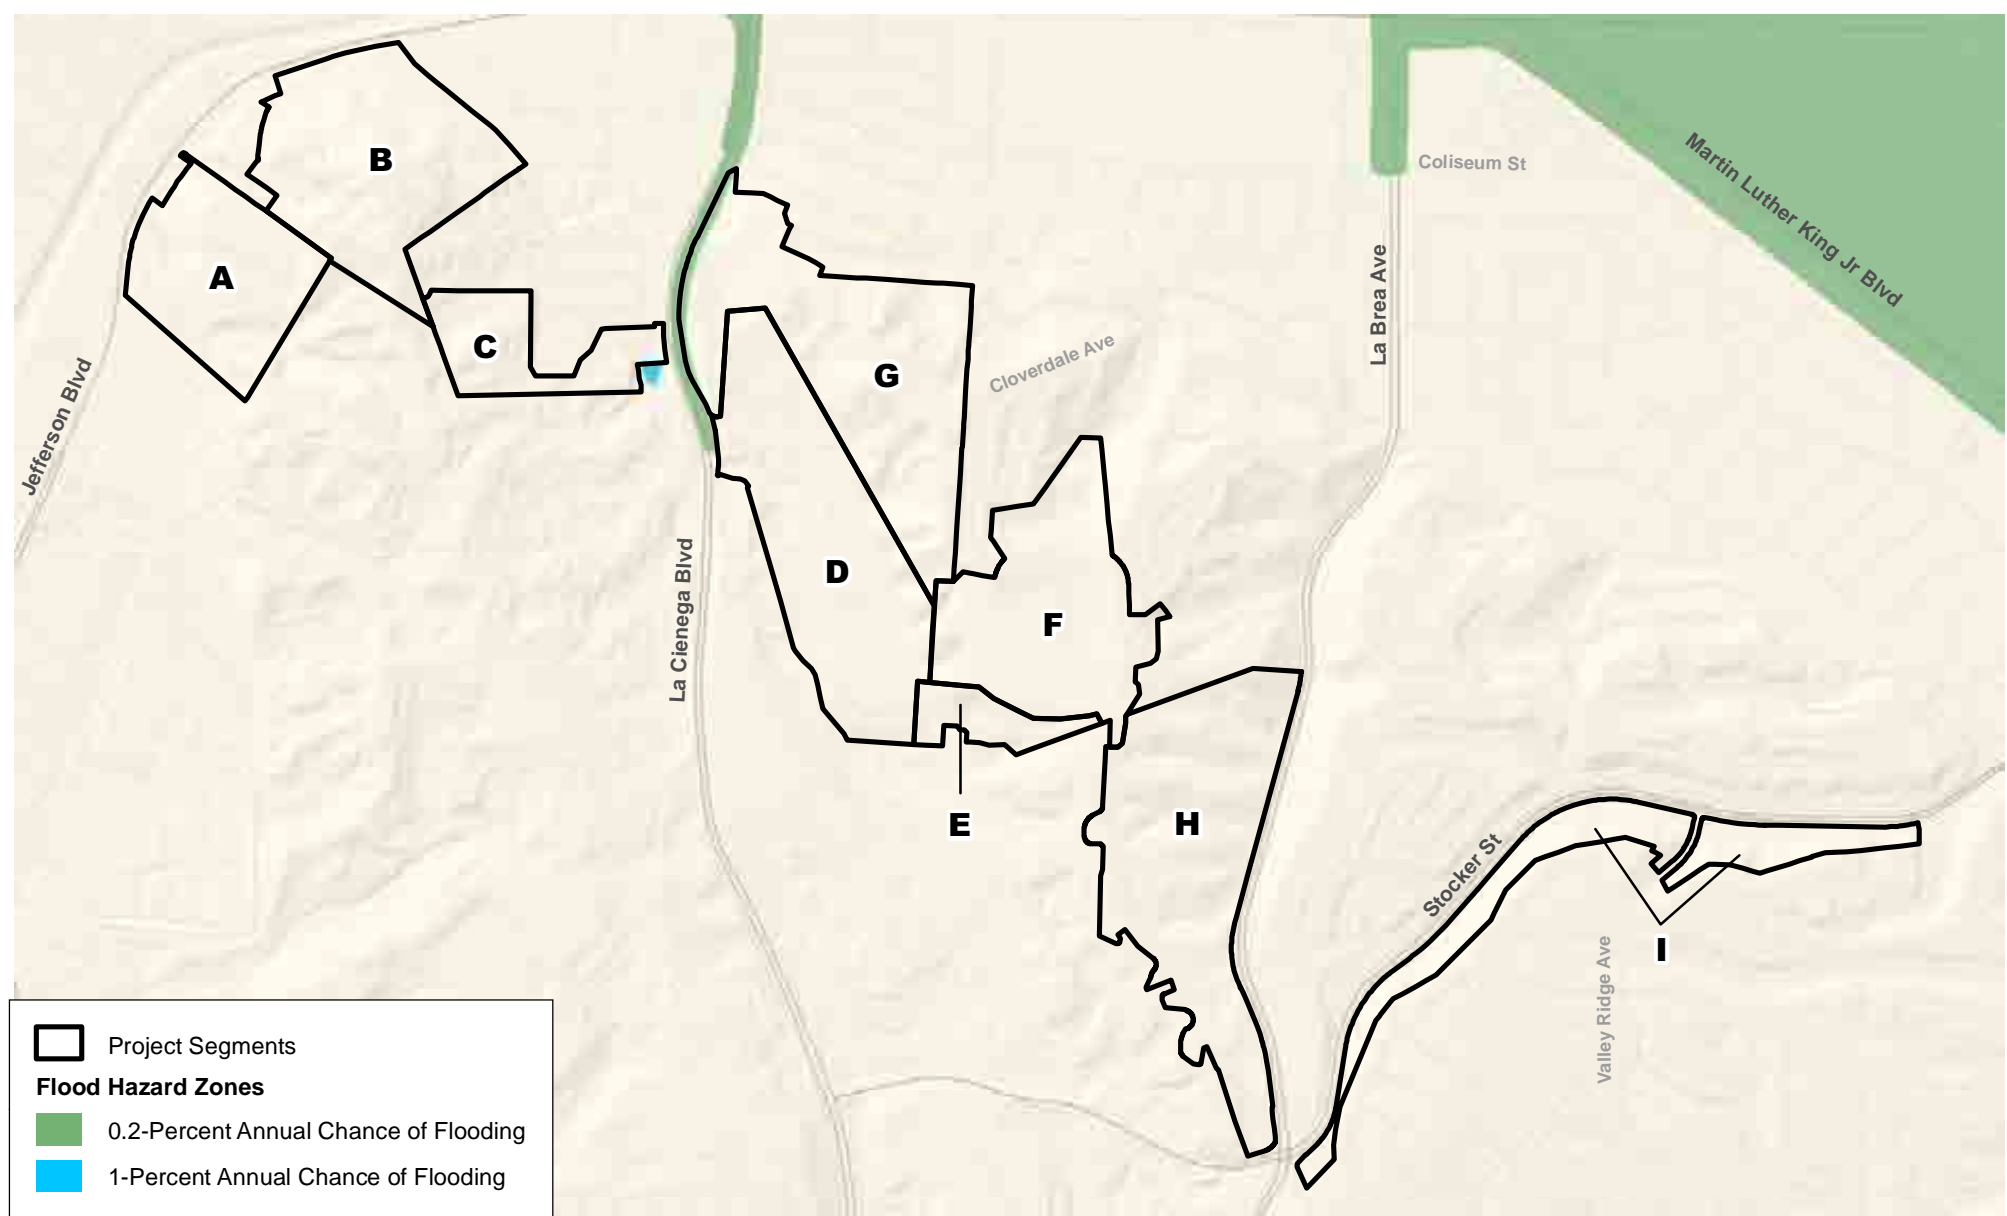 B
Coliseum St
Martin Luther King Jr Blvd
A
La Brea Ave
C
G
Cloverdale Ave
Jefferson Blvd
D
La Cienega Blvd
F
E
H
Stocker St
I
Valley Ridge Ave
Project Segments
Flood Hazard Zones
0.2-Percent Annual Chance of Flooding
1-Percent Annual Chance of Flooding